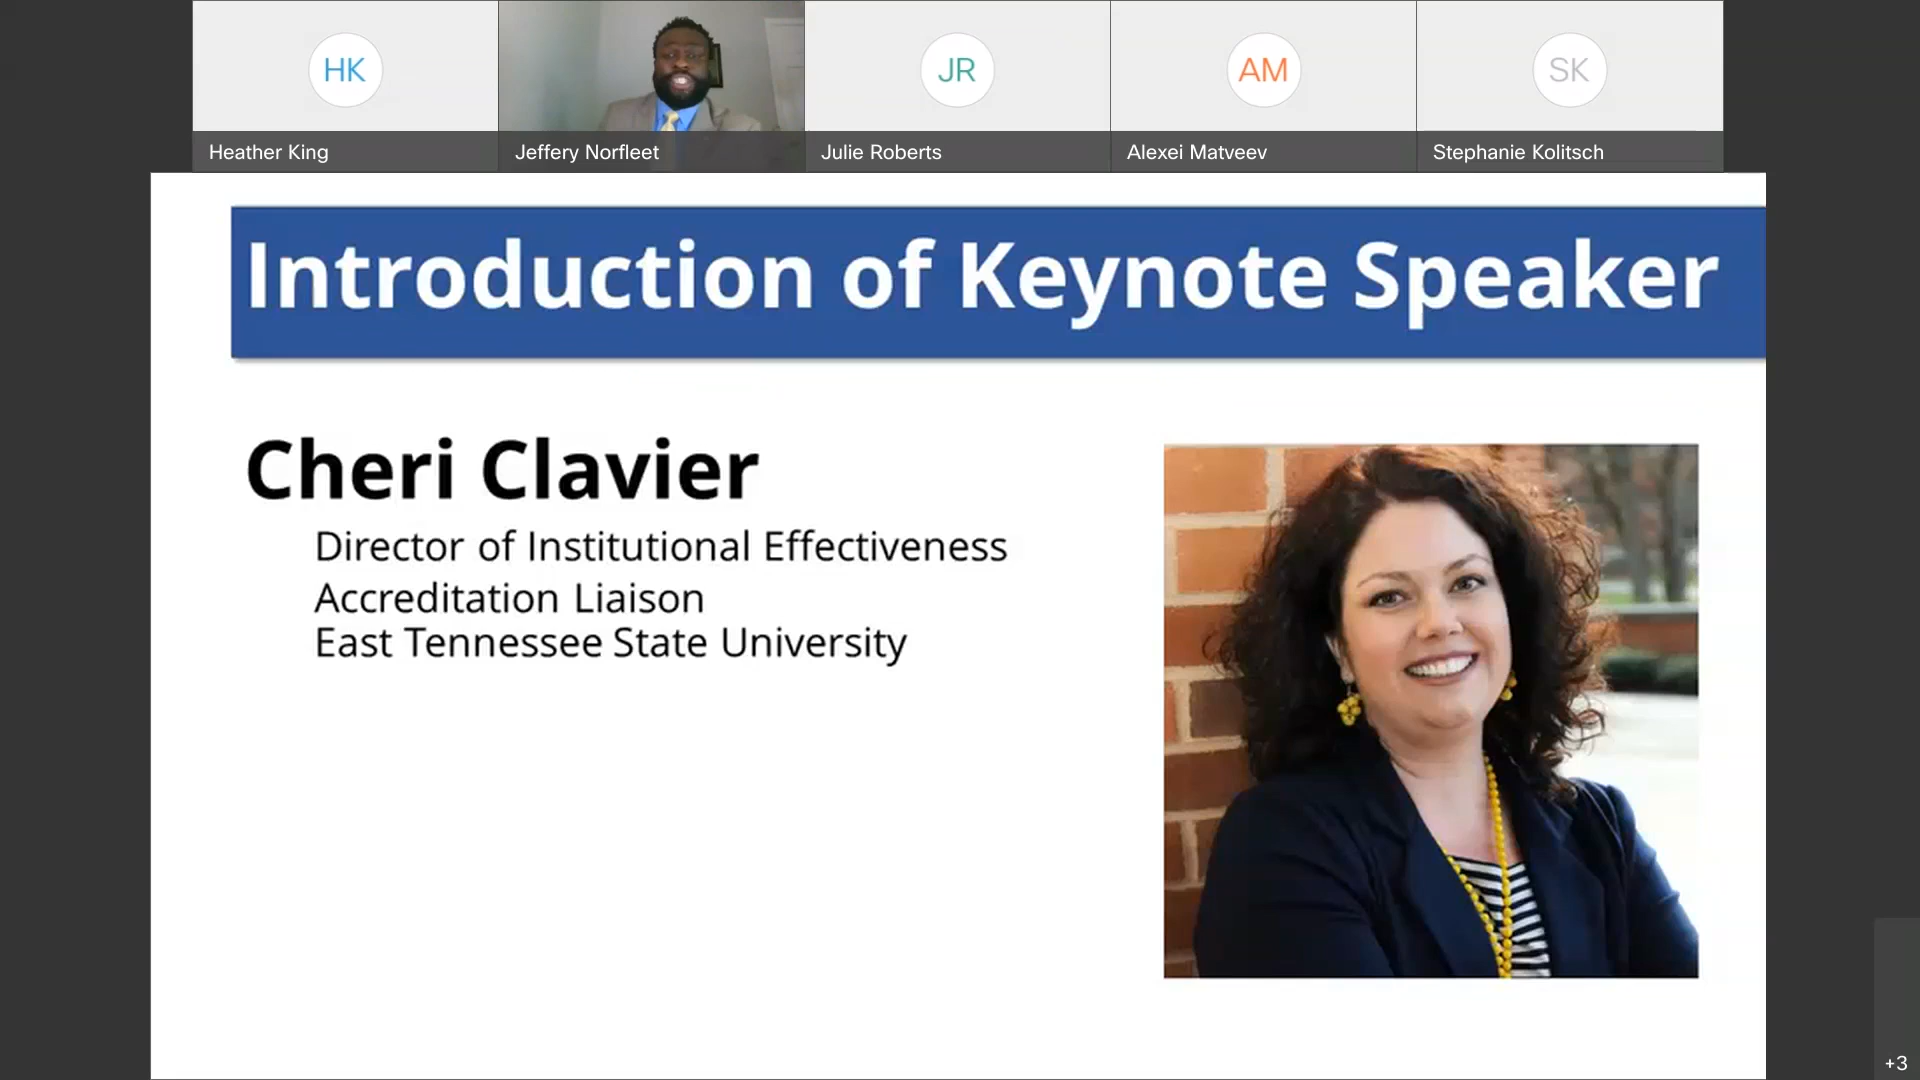 HK
JR
AM
SK
Heather King
Jeffery Norfleet
Julie Roberts
Alexei Matveev
Stephanie Kolitsch
Introduction of Keynote Speaker
Cheri Clavier
Director of Institutional Effectiveness
Accreditation Liaison
East Tennessee State University
+3